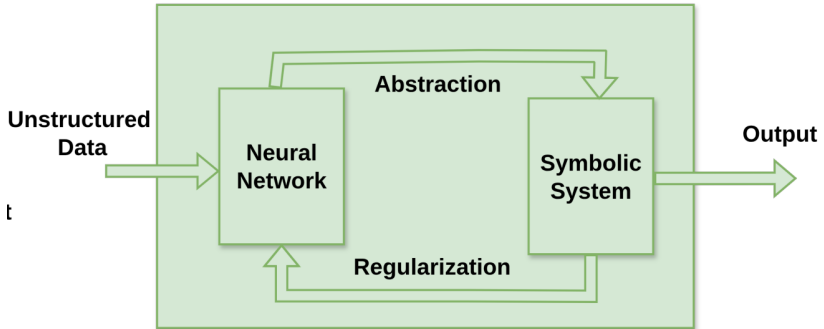 Abstraction
Unstructured
Data
Neural
Network
Symbolic
System
Output
Regularization
t